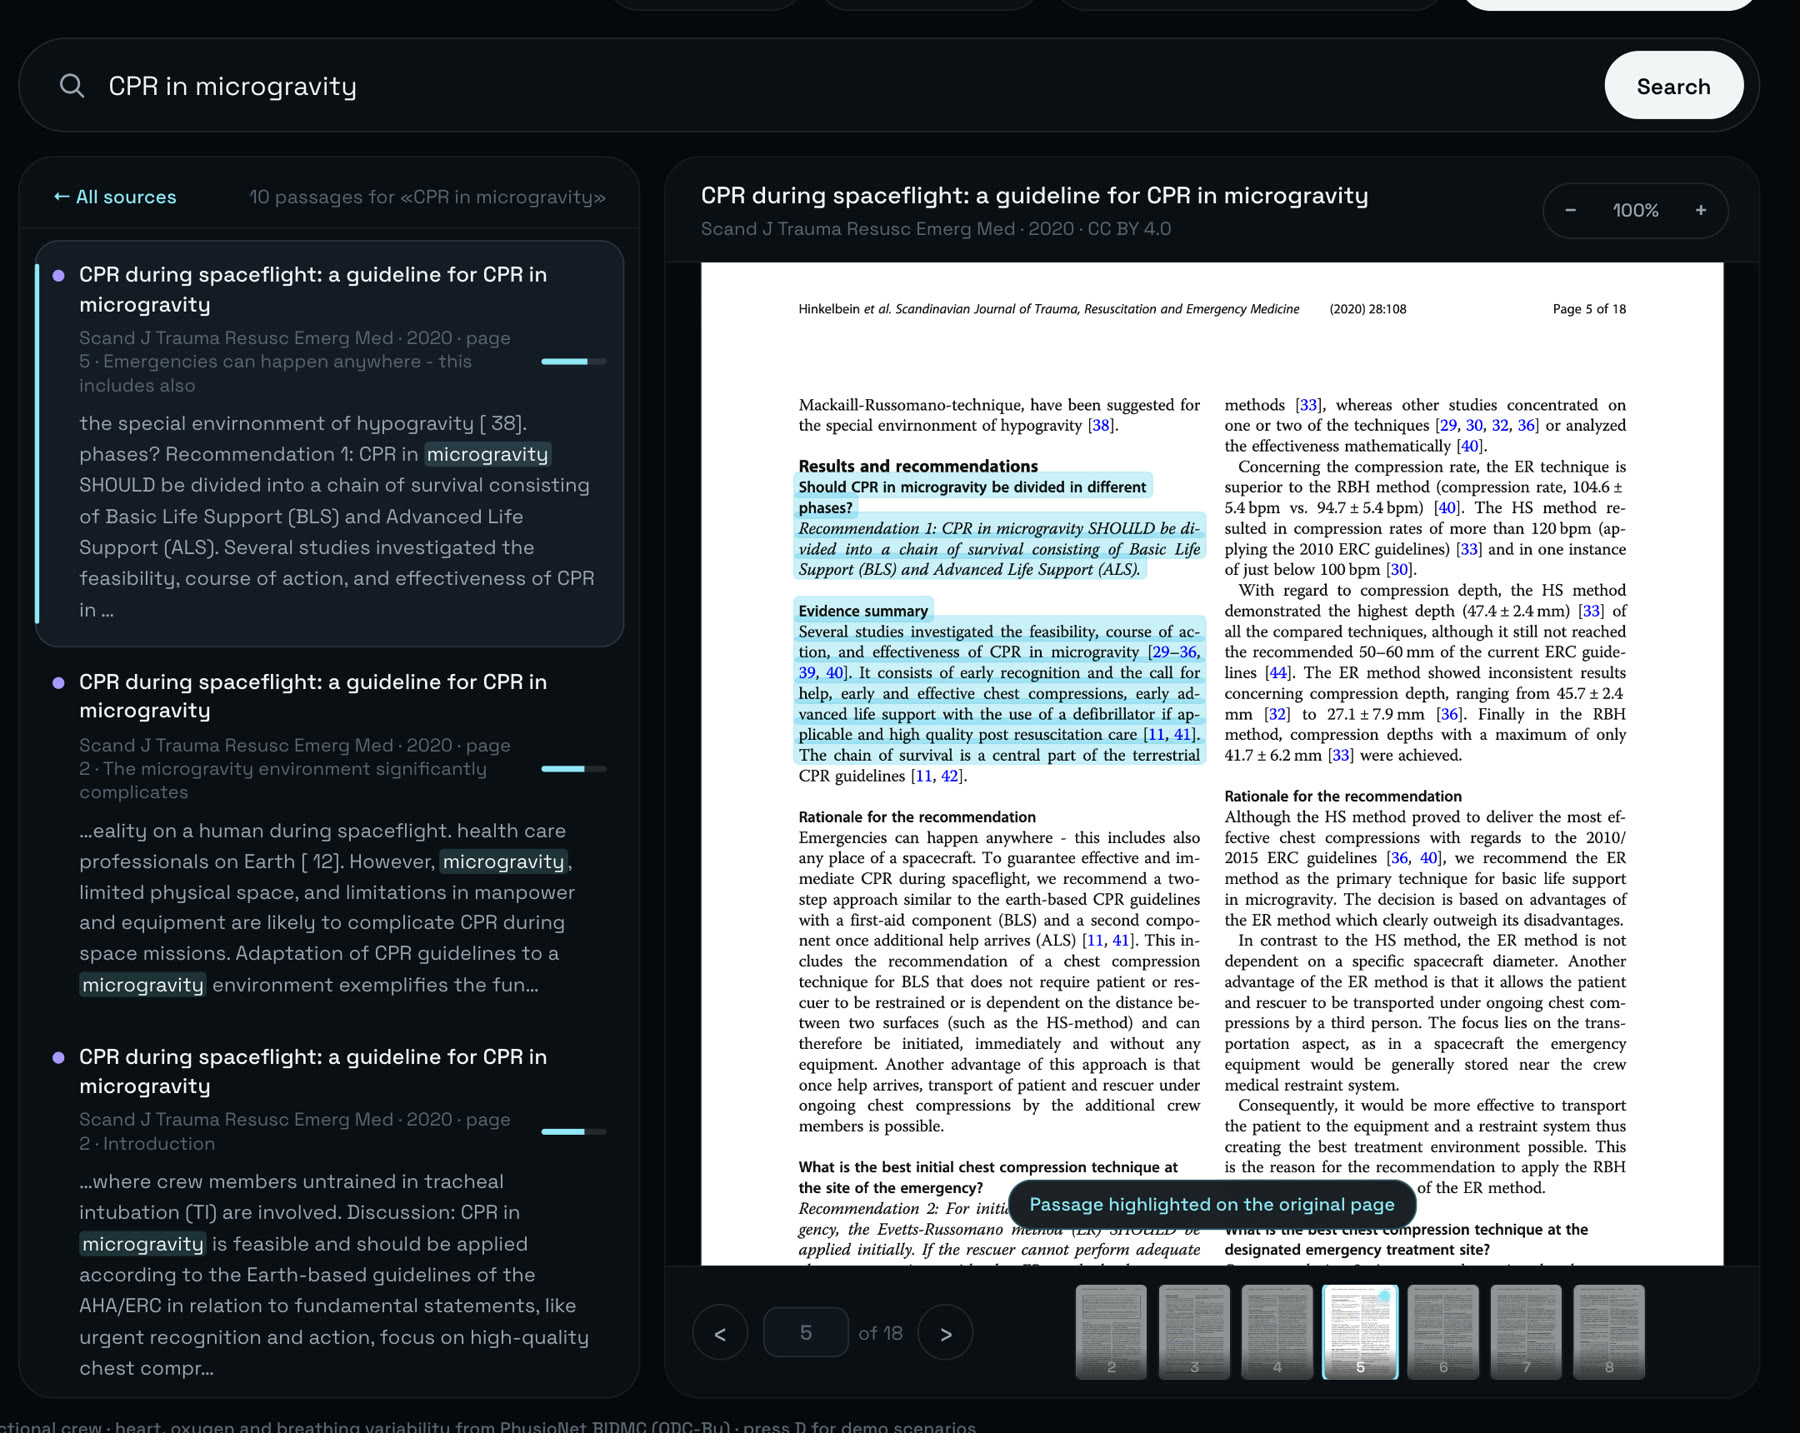 CPR in microgravity
Search
← All sources
10 passages for «CPR in microgravity»
CPR during spaceflight: a guideline for CPR in
microgravity
Scand J Trauma Resusc Emerg Med · 2020 · page
5 · Emergencies can happen anywhere - this
includes also
the special envirnonment of hypogravity [ 38].
phases? Recommendation 1: CPR in microgravity
SHOULD be divided into a chain of survival consisting
of Basic Life Support (BLS) and Advanced Life
Support (ALS). Several studies investigated the
feasibility, course of action, and effectiveness of CPR
in ...
CPR during spaceflight: a guideline for CPR in
microgravity
Scand J Trauma Resusc Emerg Med · 2020 · page
2 · The microgravity environment significantly
complicates
...eality on a human during spaceflight. health care
professionals on Earth [ 12]. However, microgravity,
limited physical space, and limitations in manpower
and equipment are likely to complicate CPR during
space missions. Adaptation of CPR guidelines to a
microgravity environment exemplifies the fun...
CPR during spaceflight: a guideline for CPR in
microgravity
Scand J Trauma Resusc Emerg Med · 2020 · page
2 · Introduction
...where crew members untrained in tracheal
intubation (TI) are involved. Discussion: CPR in
microgravity is feasible and should be applied
according to the Earth-based guidelines of the
AHA/ERC in relation to fundamental statements, like
urgent recognition and action, focus on high-quality
chest compr...
CPR during spaceflight: a guideline for CPR in microgravity
Scand J Trauma Resusc Emerg Med · 2020 · CC BY 4.0
− 100% +
Hinkelbein et al. Scandinavian Journal of Trauma, Resuscitation and Emergency Medicine (2020) 28:108 Page 5 of 18
Mackaill-Russomano-technique, have been suggested for
the special envirnonment of hypogravity [38].
Results and recommendations
Should CPR in microgravity be divided in different
phases?
Recommendation 1: CPR in microgravity SHOULD be di-
vided into a chain of survival consisting of Basic Life
Support (BLS) and Advanced Life Support (ALS).
Evidence summary
Several studies investigated the feasibility, course of ac-
tion, and effectiveness of CPR in microgravity [29–36,
39, 40]. It consists of early recognition and the call for
help, early and effective chest compressions, early ad-
vanced life support with the use of a defibrillator if ap-
plicable and high quality post resuscitation care [11, 41].
The chain of survival is a central part of the terrestrial
CPR guidelines [11, 42].
Rationale for the recommendation
Emergencies can happen anywhere - this includes also
any place of a spacecraft. To guarantee effective and im-
mediate CPR during spaceflight, we recommend a two-
step approach similar to the earth-based CPR guidelines
with a first-aid component (BLS) and a second compo-
nent once additional help arrives (ALS) [11, 41]. This in-
cludes the recommendation of a chest compression
technique for BLS that does not require patient or res-
cuer to be restrained or is dependent on the distance be-
tween two surfaces (such as the HS-method) and can
therefore be initiated, immediately and without any
equipment. Another advantage of this approach is that
once help arrives, transport of patient and rescuer under
ongoing chest compressions by the additional crew
members is possible.
What is the best initial chest compression technique at
the site of the emergency?
Recommendation 2: For initi
gency, the Evetts-Russomano method (ER) SHOULD be
applied initially. If the rescuer cannot perform adequate
methods [33], whereas other studies concentrated on
one or two of the techniques [29, 30, 32, 36] or analyzed
the effectiveness mathematically [40].
Concerning the compression rate, the ER technique is
superior to the RBH method (compression rate, 104.6 ±
5.4 bpm vs. 94.7 ± 5.4 bpm) [40]. The HS method re-
sulted in compression rates of more than 120 bpm (ap-
plying the 2010 ERC guidelines) [33] and in one instance
of just below 100 bpm [30].
With regard to compression depth, the HS method
demonstrated the highest depth (47.4 ± 2.4 mm) [33] of
all the compared techniques, although it still not reached
the recommended 50–60 mm of the current ERC guide-
lines [44]. The ER method showed inconsistent results
concerning compression depth, ranging from 45.7 ± 2.4
mm [32] to 27.1 ± 7.9 mm [36]. Finally in the RBH
method, compression depths with a maximum of only
41.7 ± 6.2 mm [33] were achieved.
Rationale for the recommendation
Although the HS method proved to deliver the most ef-
fective chest compressions with regards to the 2010/
2015 ERC guidelines [36, 40], we recommend the ER
method as the primary technique for basic life support
in microgravity. The decision is based on advantages of
the ER method which clearly outweigh its disadvantages.
In contrast to the HS method, the ER method is not
dependent on a specific spacecraft diameter. Another
advantage of the ER method is that it allows the patient
and rescuer to be transported under ongoing chest com-
pressions by a third person. The focus lies on the trans-
portation aspect, as in a spacecraft the emergency
equipment would be generally stored near the crew
medical restraint system.
Consequently, it would be more effective to transport
the patient to the equipment and a restraint system thus
creating the best treatment environment possible. This
is the reason for the recommendation to apply the RBH
of the ER method.
What is the best chest compression technique at the
designated emergency treatment site?
Passage highlighted on the original page
< 5 of 18 >
2 3 4 5 6 7 8
ctional crew · heart, oxygen and breathing variability from PhysioNet BIDMC (ODC-By) · press D for demo scenarios